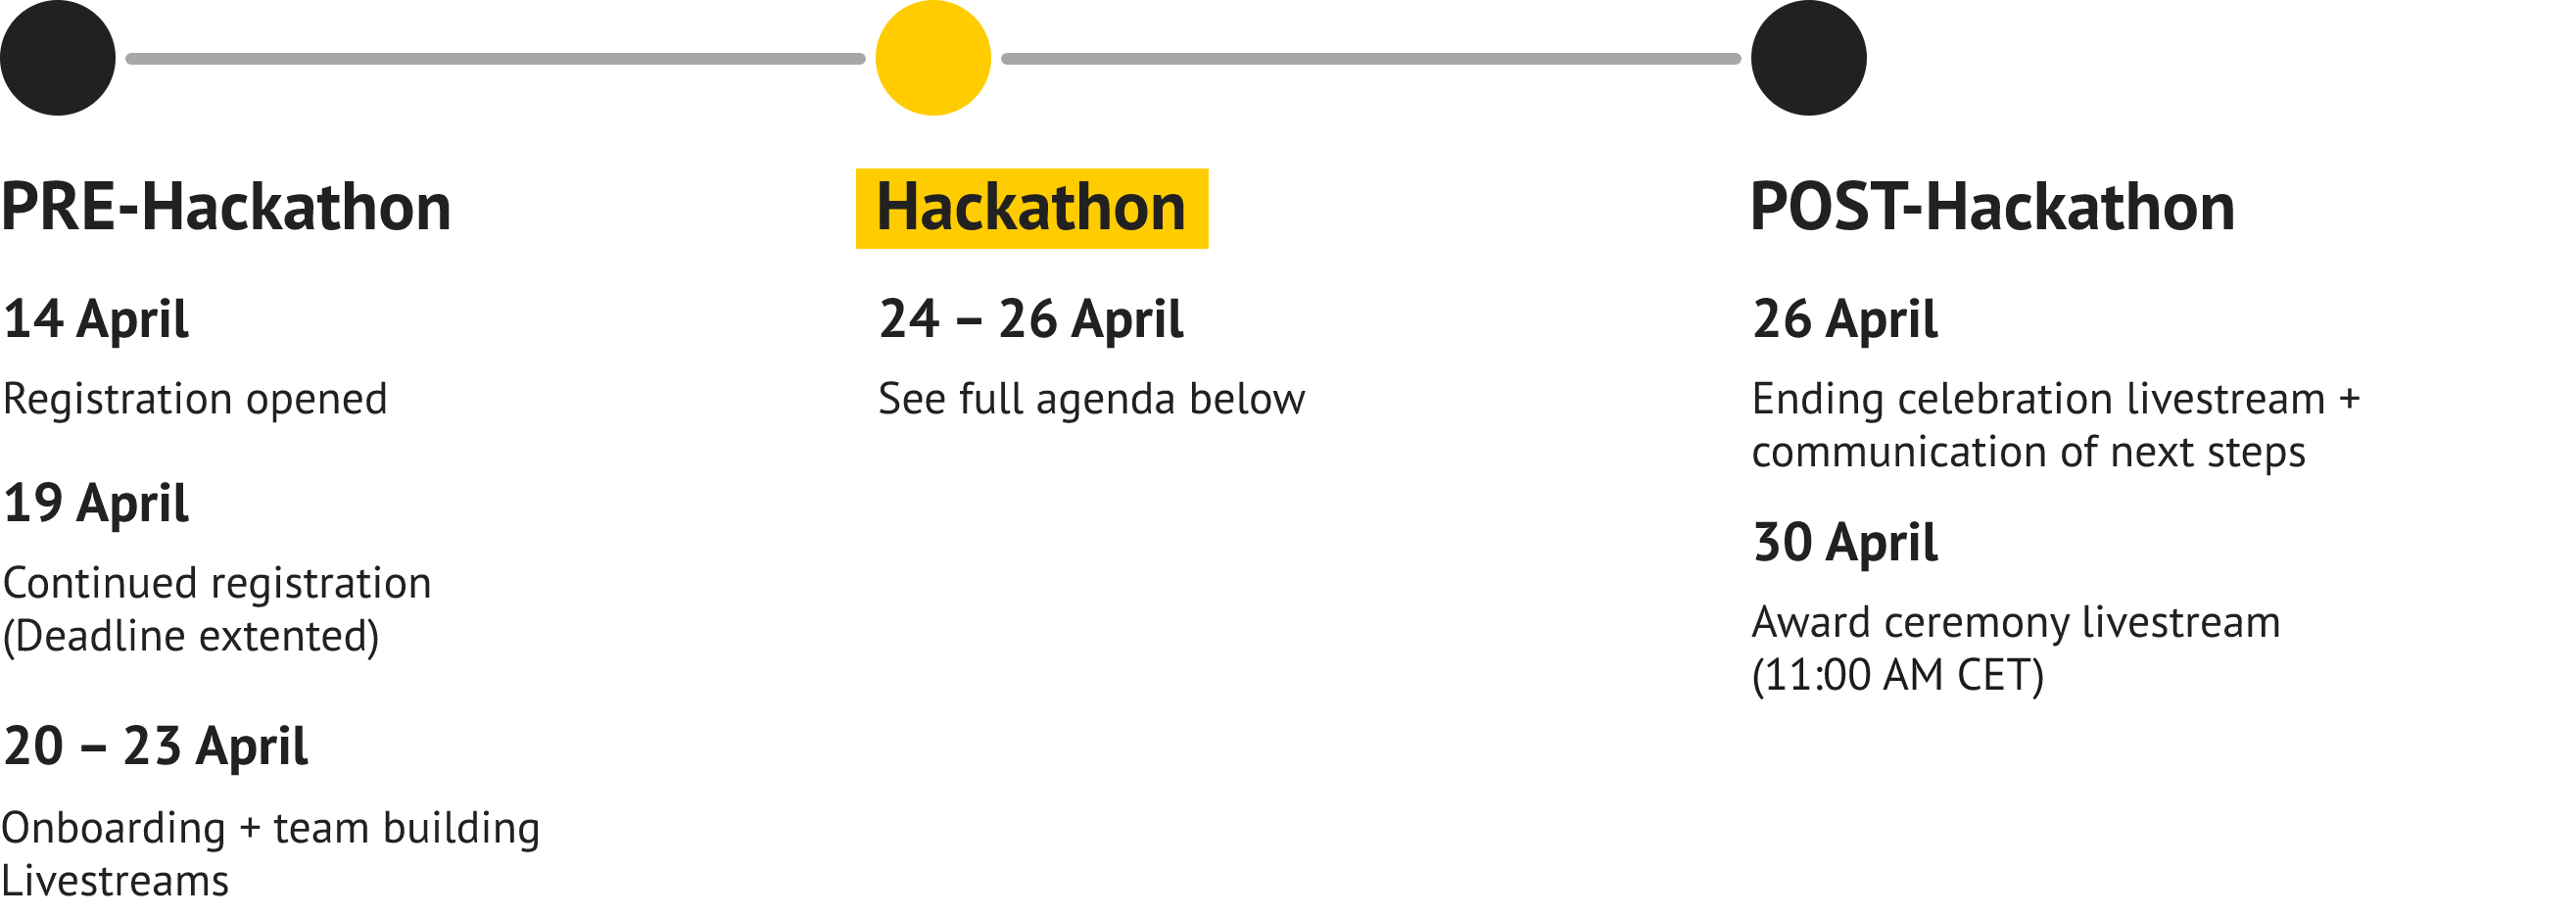 PRE-Hackathon
14 April
Registration opened
19 April
Continued registration
(Deadline extented)
20 – 23 April
Onboarding + team building
Livestreams
Hackathon
24 – 26 April
See full agenda below
POST-Hackathon
26 April
Ending celebration livestream +
communication of next steps
30 April
Award ceremony livestream
(11:00 AM CET)